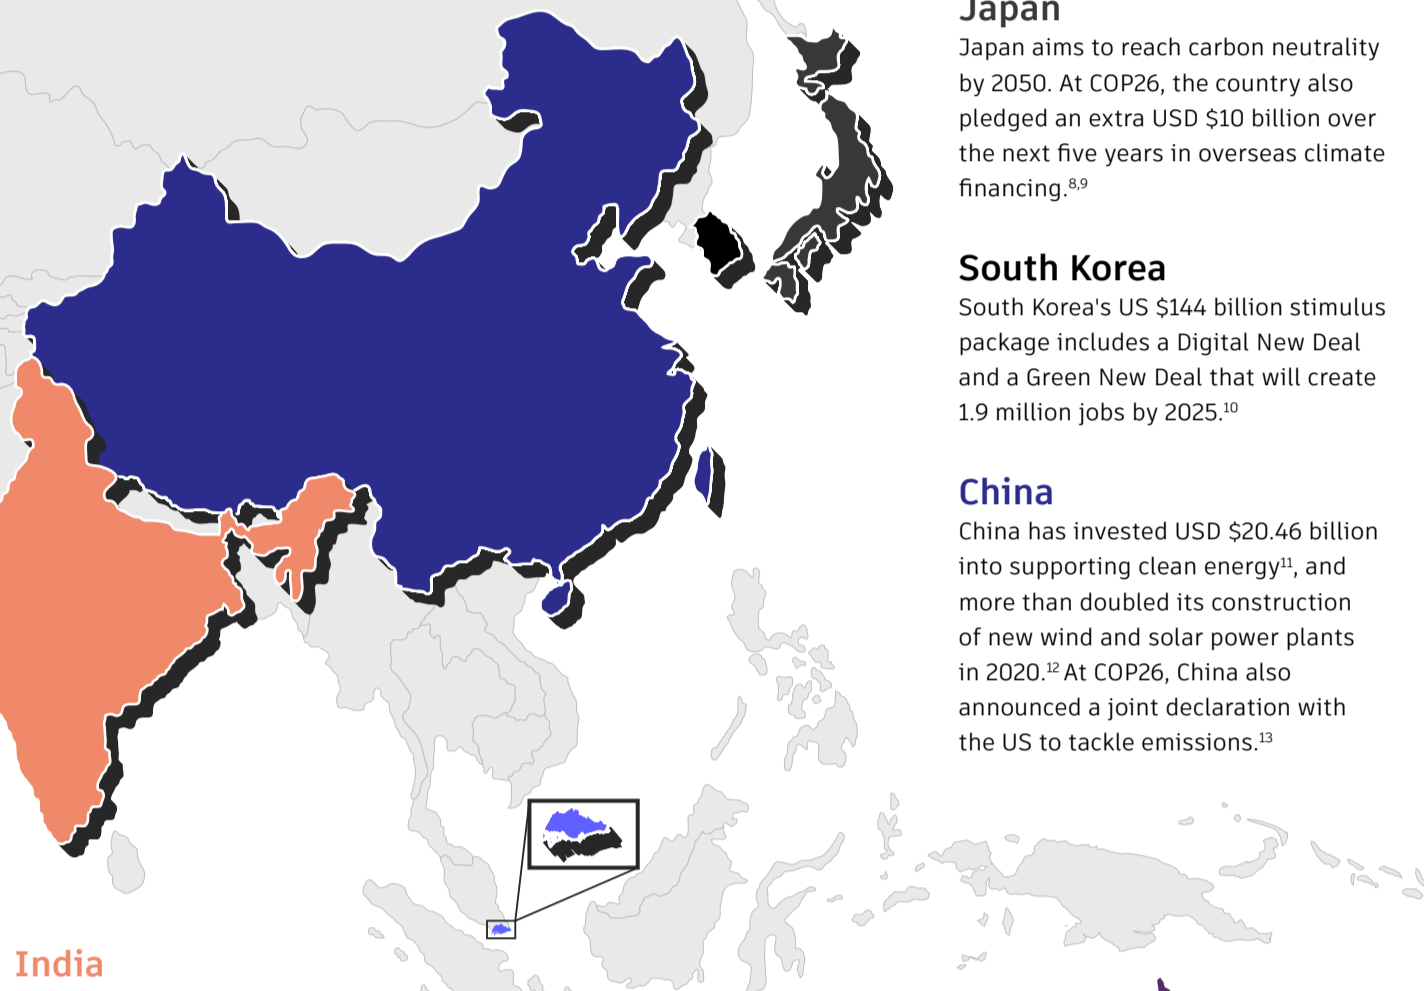 Japan
Japan aims to reach carbon neutrality
by 2050. At COP26, the country also
pledged an extra USD $10 billion over
the next five years in overseas climate
financing.8,9
South Korea
South Korea's US $144 billion stimulus
package includes a Digital New Deal
and a Green New Deal that will create
1.9 million jobs by 2025.10
China
China has invested USD $20.46 billion
into supporting clean energy11, and
more than doubled its construction
of new wind and solar power plants
in 2020.12 At COP26, China also
announced a joint declaration with
the US to tackle emissions.13
India